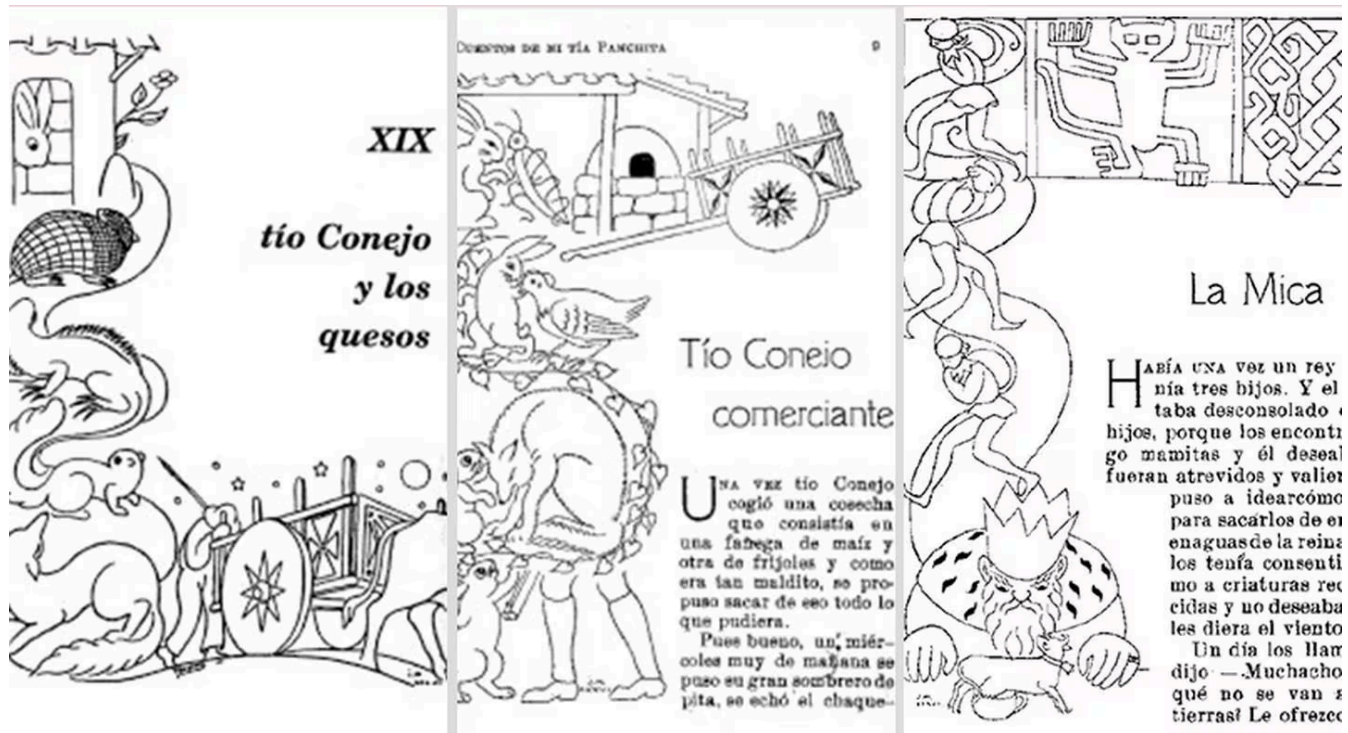 XIX
tío Conejo
y los
quesos
CUENTOS DE MI TÍA PANCHITA 9
Tío Conejo
comerciante
UNA VEZ tío Conejo
cogió una cosecha
que consistía en
una fanega de maíz y
otra de frijoles y como
era tan maldito, se pro-
puso sacar de eso todo lo
que pudiera.
Pues bueno, un miér-
coles muy de mañana se
puso su gran sombrero de
pita, se echó el chaque-
La Mica
HABÍA UNA VEZ un rey
nía tres hijos. Y el
taba desconsolado
hijos, porque los encontr
go mamitas y él deseal
fueran atrevidos y valier
puso a idearcómo
para sacárlos de e
enaguas de la reina
los tenía consenti
mo a criaturas rec
cidas y no deseaba
les diera el viento
Un día los llam
dijo —Muchacho
qué no se van a
tierras? Le ofrezc